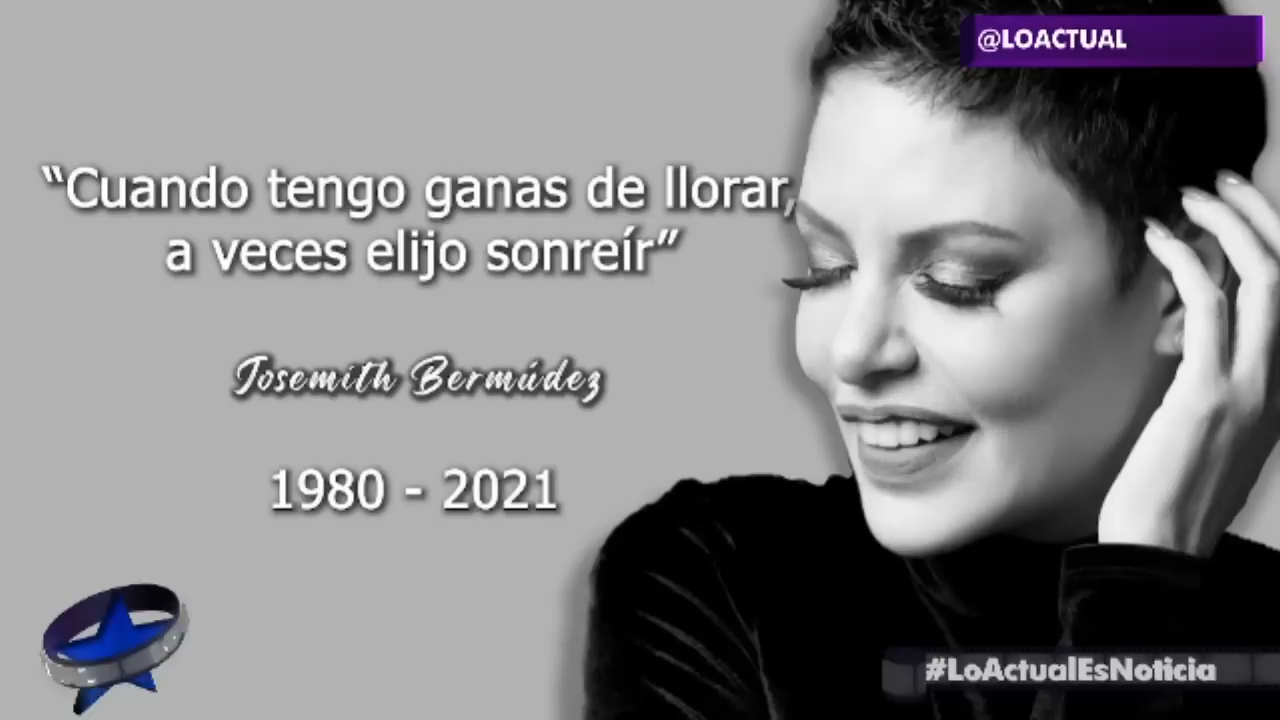 @LOACTUAL
“Cuando tengo ganas de llorar,
a veces elijo sonreír”
Josemith Bermúdez
1980 - 2021
#LoActualEsNoticia